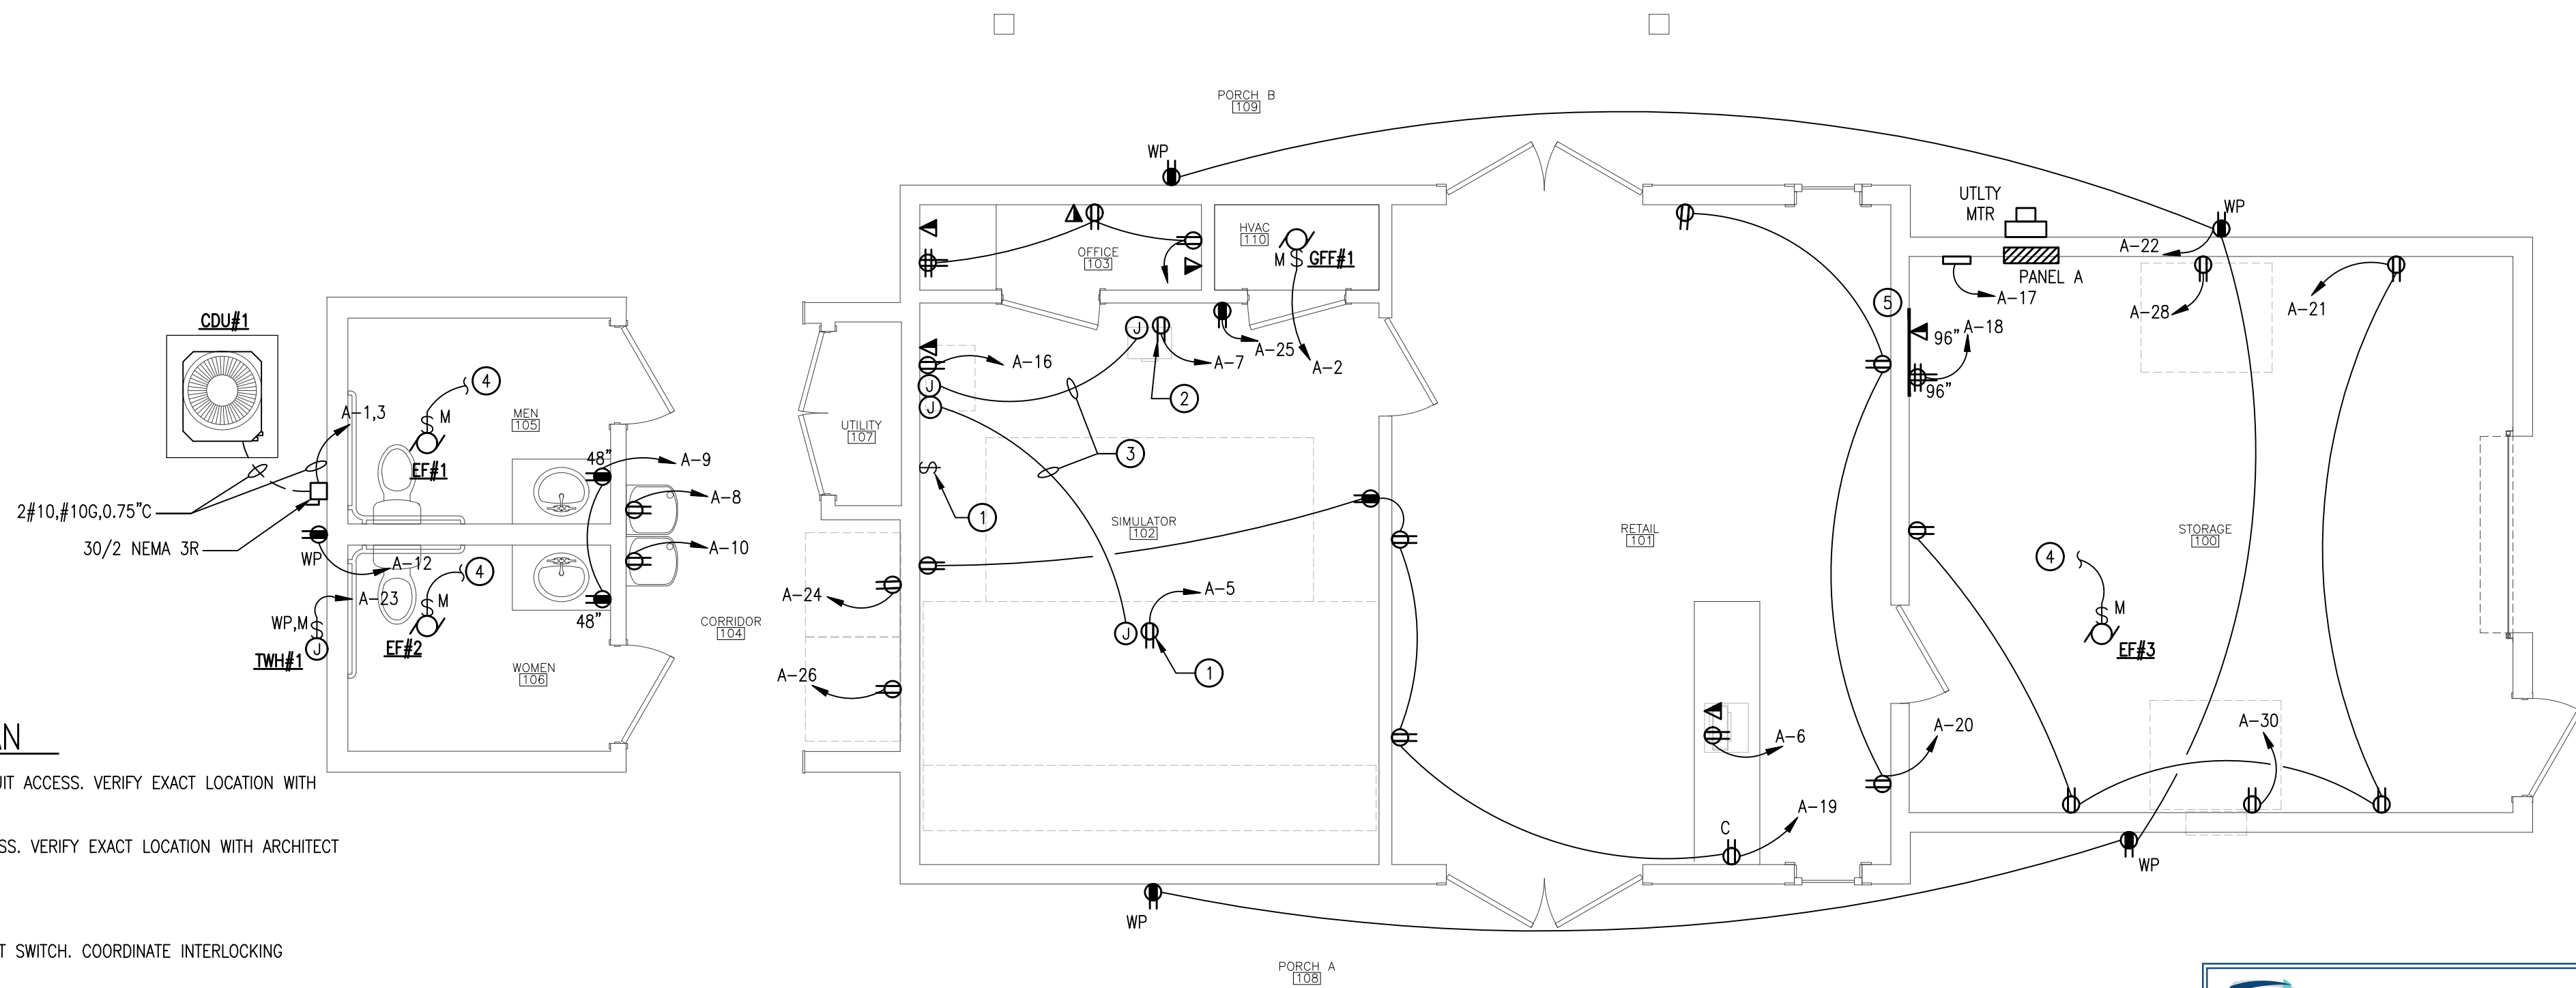 PORCH B
109
WP
UTLTY
MTR
WP
A-22
PANEL A
A-17
A-28
A-21
OFFICE
103
HVAC
110
M
GFF#1
CDU#1
5
96"
A-18
96"
A-16
J
J
J
A-7
A-25
A-2
2
4
A-1,3
M
MEN
105
EF#1
UTILITY
107
3
48"
A-9
A-8
2#10,#10G,0.75"C
30/2 NEMA 3R
WP
1
SIMULATOR
102
RETAIL
101
STORAGE
100
4
A-10
A-12
4
A-23
M
WP,M
J
TWH#1
EF#2
48"
WOMEN
106
CORRIDOR
104
A-24
A-26
A-5
J
1
M
EF#3
A-6
A-20
A-30
A-19
C
WP
WP
AN
UIT ACCESS. VERIFY EXACT LOCATION WITH
SS. VERIFY EXACT LOCATION WITH ARCHITECT
T SWITCH. COORDINATE INTERLOCKING
PORCH A
108